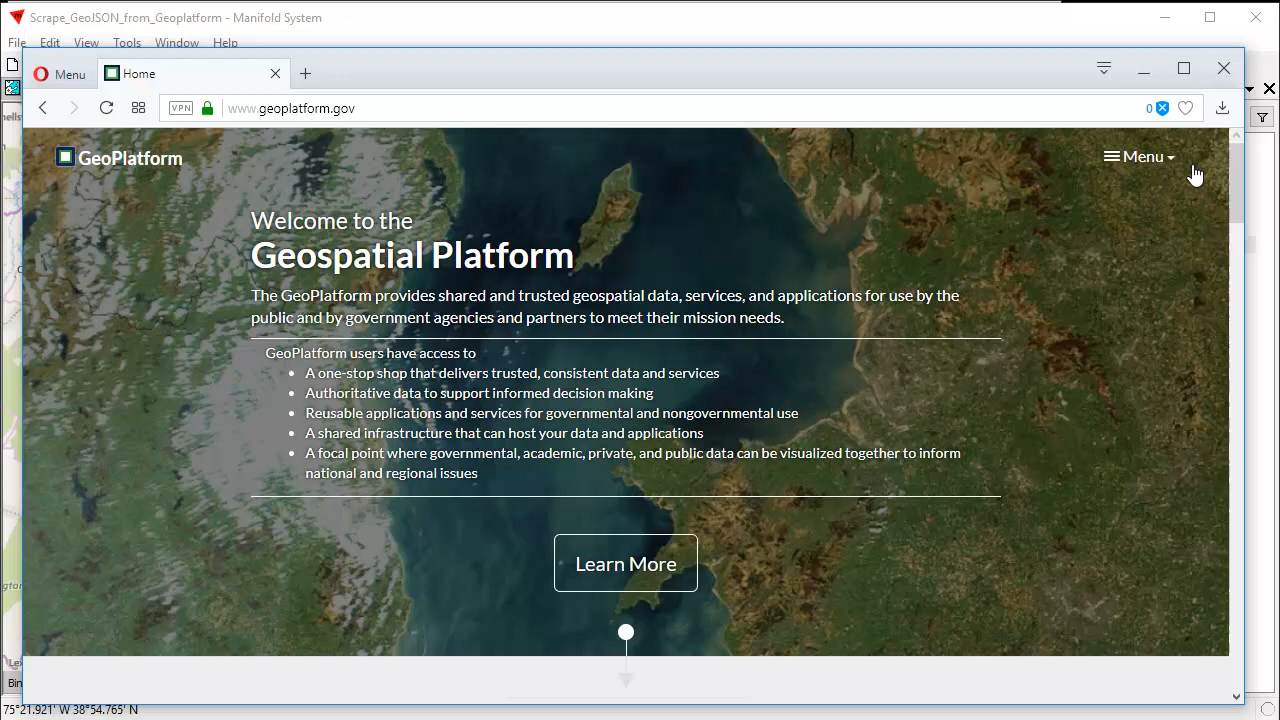 Scrape_GeoJSON_from_Geoplatform - Manifold System
File Edit View Tools Window Help
Menu Home
VPN www.geoplatform.gov 0
GeoPlatform Menu
Welcome to the
Geospatial Platform
The GeoPlatform provides shared and trusted geospatial data, services, and applications for use by the
public and by government agencies and partners to meet their mission needs.
GeoPlatform users have access to
• A one-stop shop that delivers trusted, consistent data and services
• Authoritative data to support informed decision making
• Reusable applications and services for governmental and nongovernmental use
• A shared infrastructure that can host your data and applications
• A focal point where governmental, academic, private, and public data can be visualized together to inform
national and regional issues
Learn More
75°21.921' W 38°54.765' N